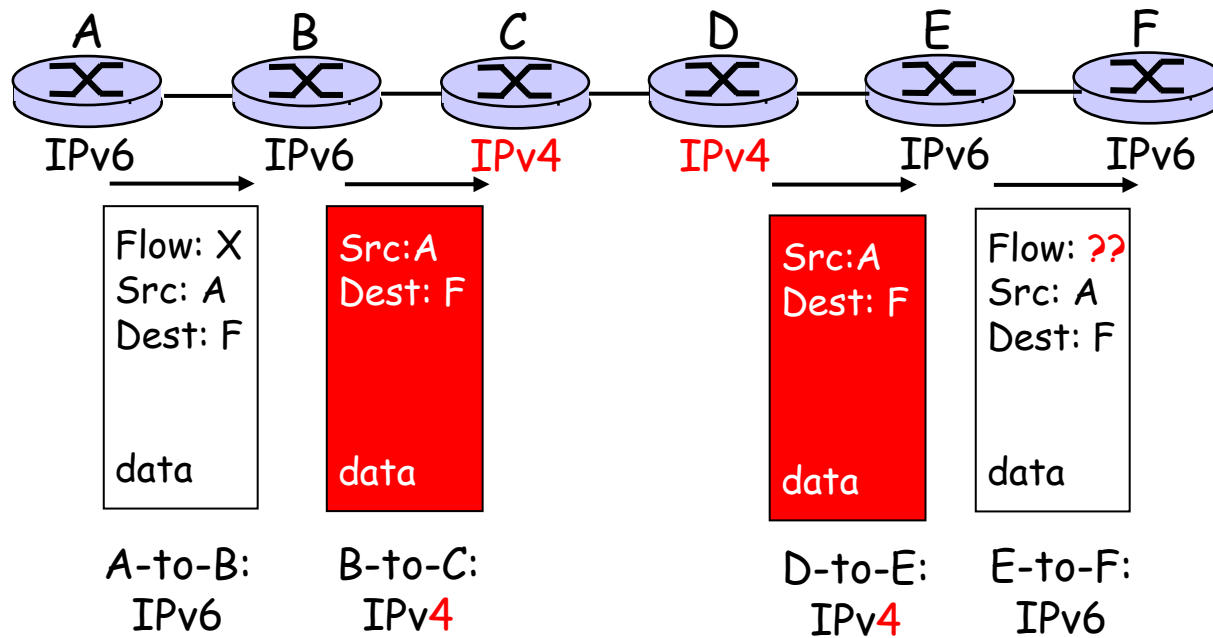 A B C D E F
IPv6 IPv6 IPv4 IPv4 IPv6 IPv6
Flow: X
Src: A
Dest: F
data
Src:A
Dest: F
data
Src:A
Dest: F
data
Flow: ??
Src: A
Dest: F
data
A-to-B:
IPv6
B-to-C:
IPv4
D-to-E:
IPv4
E-to-F:
IPv6